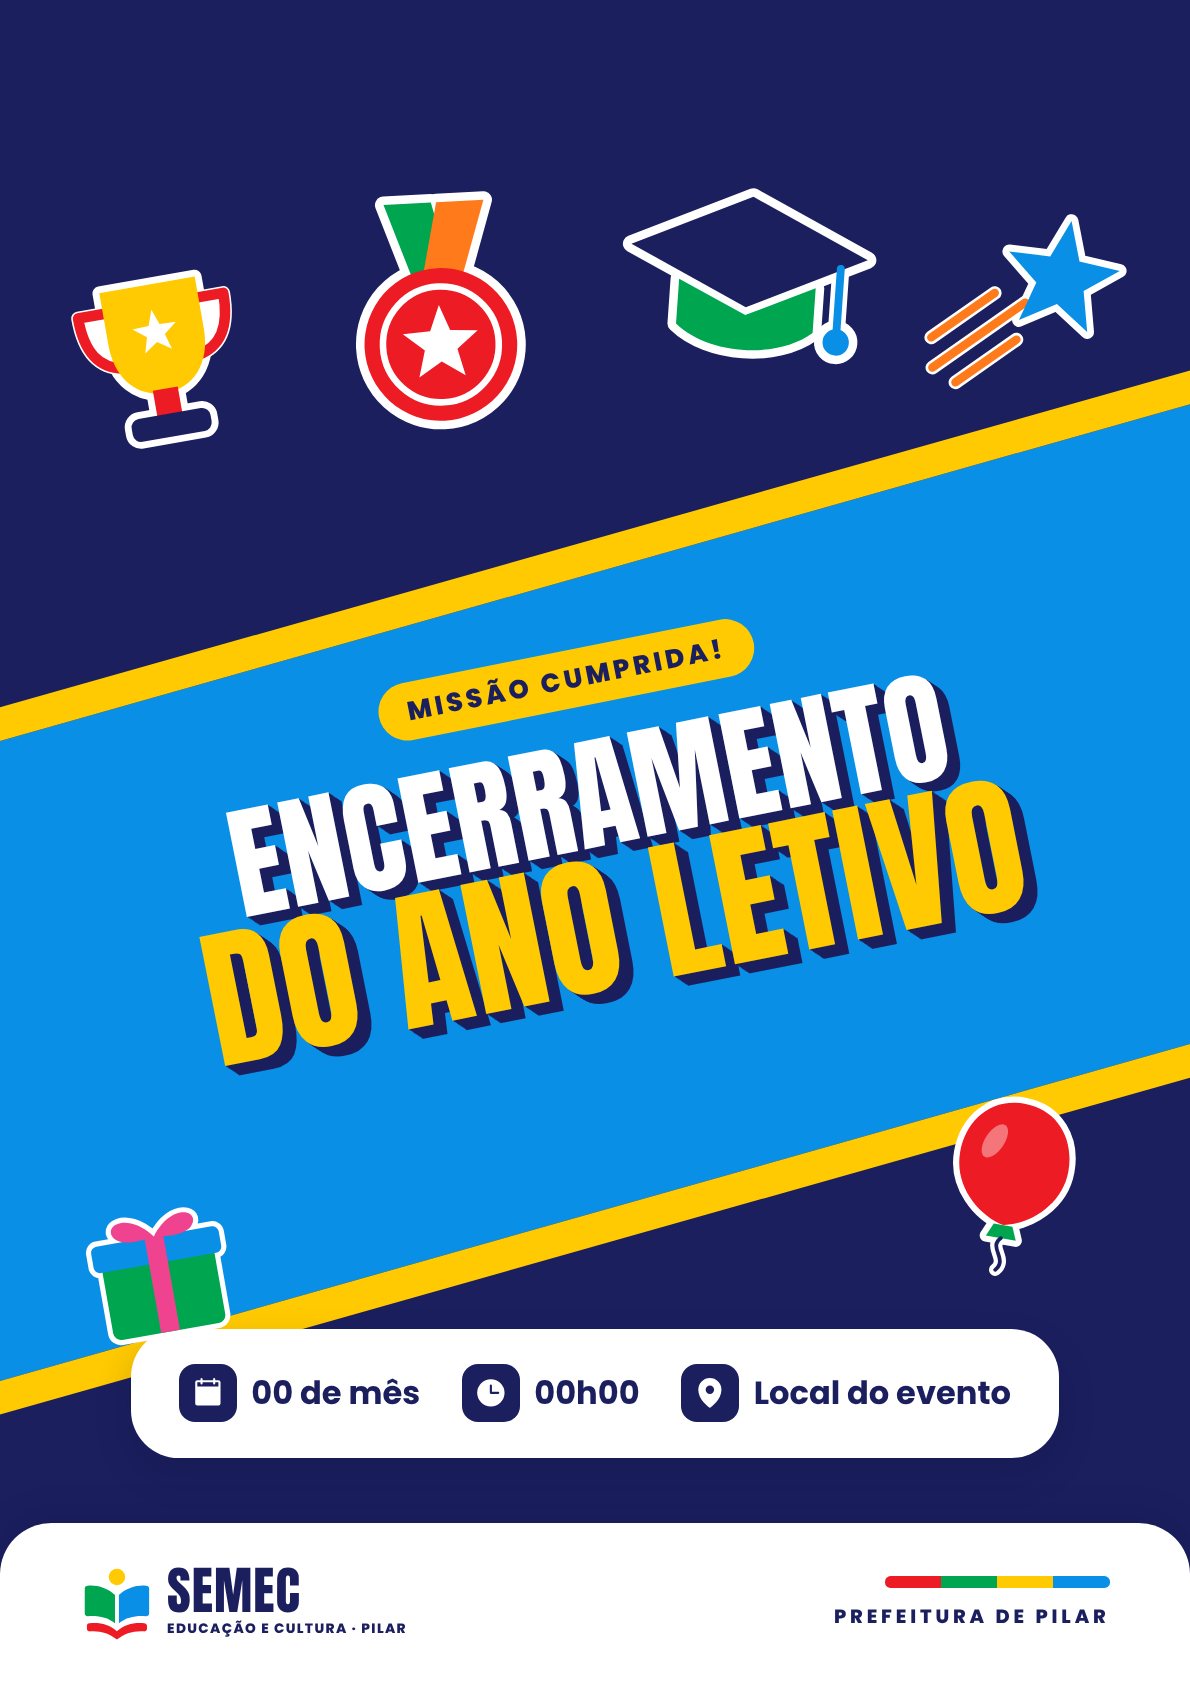 MISSÃO CUMPRIDA!
ENCERRAMENTO
DO ANO LETIVO
00 de mês
00h00
Local do evento
SEMEC
EDUCAÇÃO E CULTURA · PILAR
PREFEITURA DE PILAR